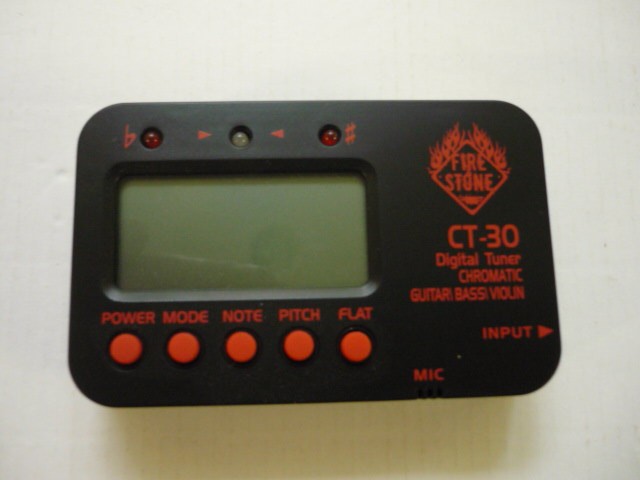 ♭ ♯
FIRE
STONE
CT-30
Digital Tuner
CHROMATIC
GUITAR\ BASS\ VIOLIN
POWER MODE NOTE PITCH FLAT
INPUT
MIC